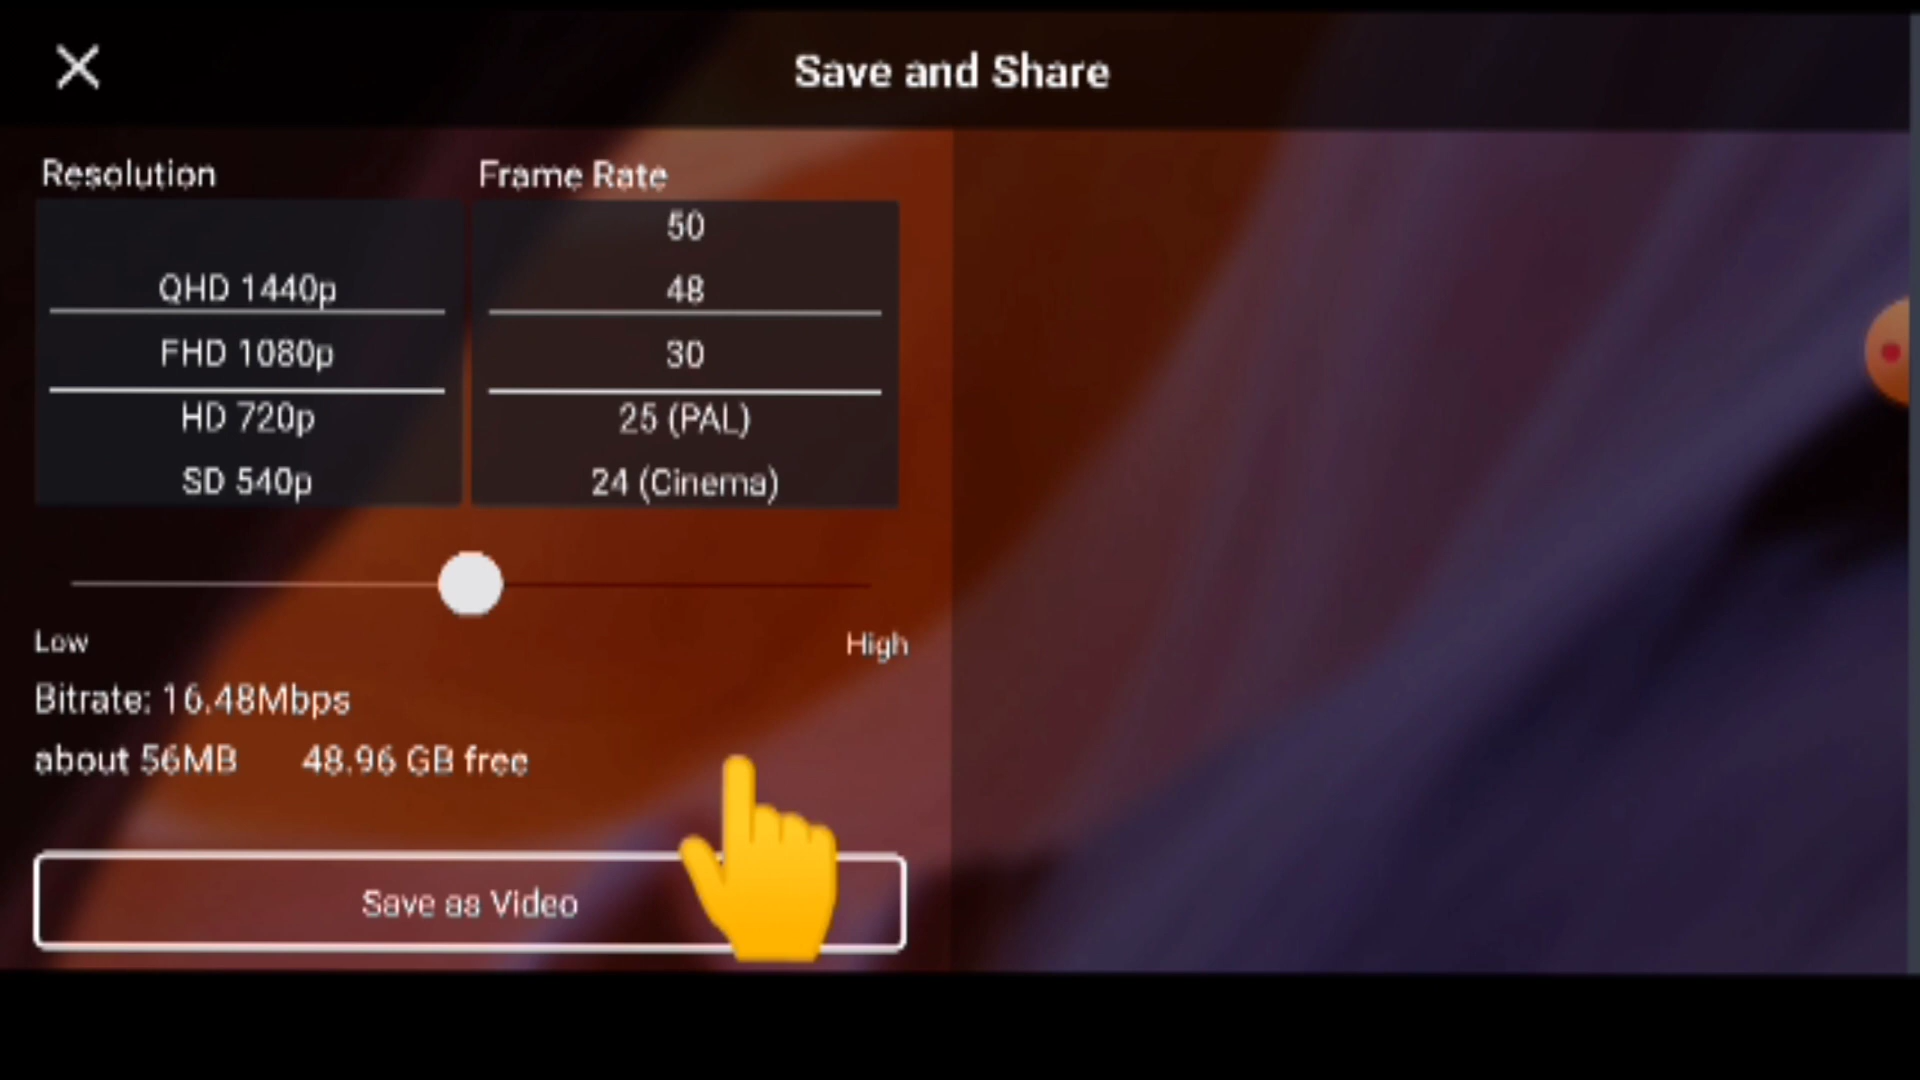 Save and Share
Resolution
QHD 1440p
FHD 1080p
HD 720p
SD 540p
Frame Rate
50
48
30
25 (PAL)
24 (Cinema)
Low
High
Bitrate: 16.48Mbps
about 56MB 48.96 GB free
Save as Video